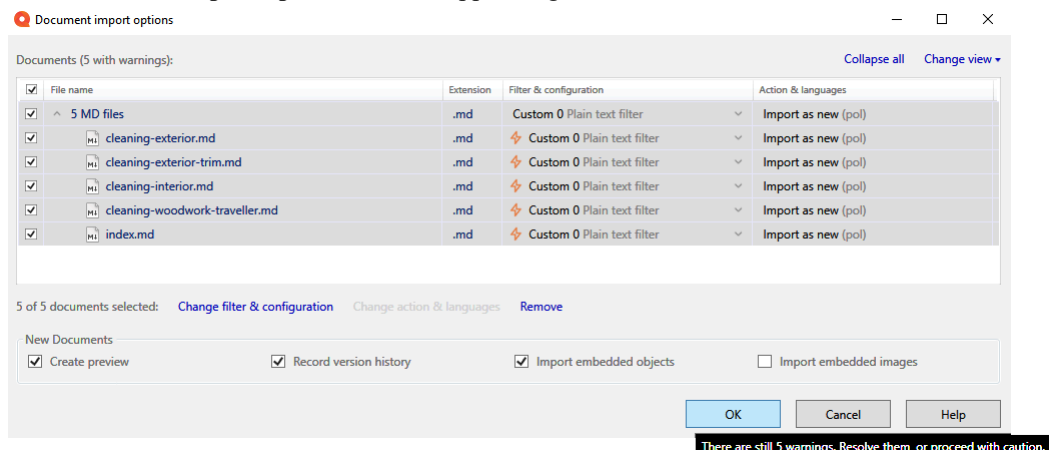 Document import options
Documents (5 with warnings):
Collapse all
Change view
File name
Extension
Filter & configuration
Action & languages
5 MD files
.md
Custom 0 Plain text filter
Import as new (pol)
cleaning-exterior.md
.md
Custom 0 Plain text filter
Import as new (pol)
cleaning-exterior-trim.md
.md
Custom 0 Plain text filter
Import as new (pol)
cleaning-interior.md
.md
Custom 0 Plain text filter
Import as new (pol)
cleaning-woodwork-traveller.md
.md
Custom 0 Plain text filter
Import as new (pol)
index.md
.md
Custom 0 Plain text filter
Import as new (pol)
5 of 5 documents selected:
Change filter & configuration
Change action & languages
Remove
New Documents
Create preview
Record version history
Import embedded objects
Import embedded images
OK
Cancel
Help
There are still 5 warnings. Resolve them, or proceed with caution.